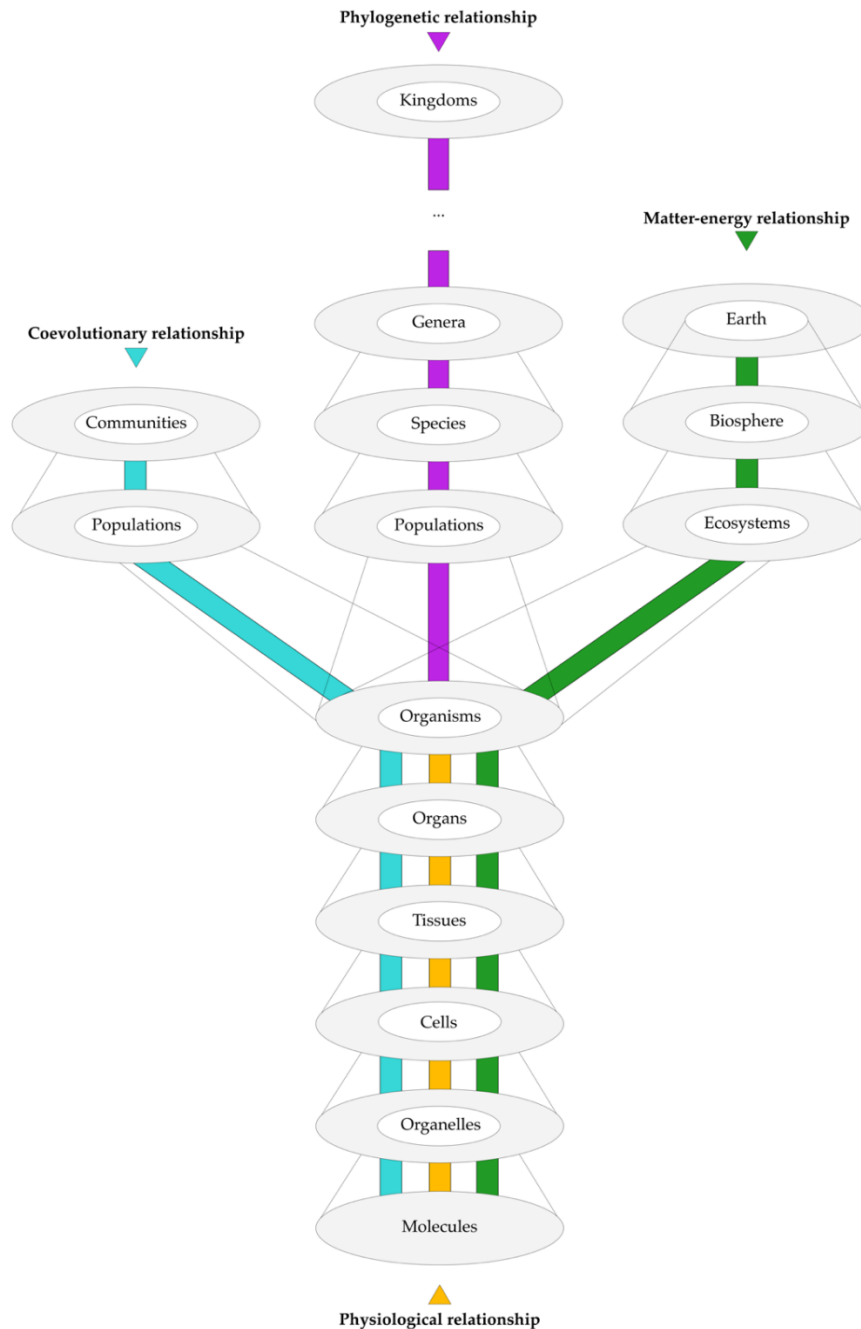 Phylogenetic relationship
Kingdoms
...
Matter-energy relationship
Genera
Earth
Coevolutionary relationship
Communities
Species
Biosphere
Populations
Populations
Ecosystems
Organisms
Organs
Tissues
Cells
Organelles
Molecules
Physiological relationship